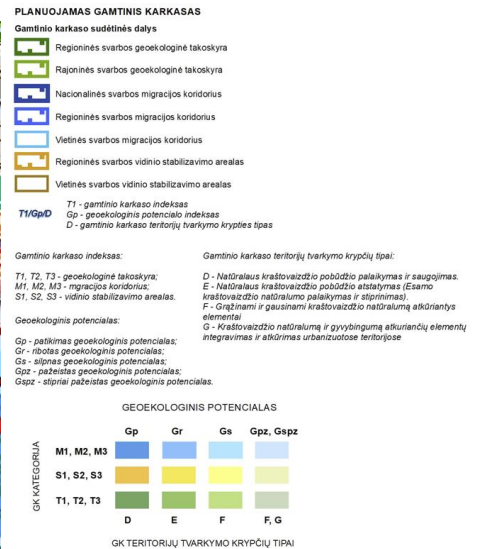 PLANUOJAMAS GAMTINIS KARKASAS
Gamtinio karkaso sudėtinės dalys
Regioninės svarbos geoekologinė takoskyra
Rajoninės svarbos geoekologinė takoskyra
Nacionalinės svarbos migracijos koridorius
Regioninės svarbos migracijos koridorius
Vietinės svarbos migracijos koridorius
Regioninės svarbos vidinio stabilizavimo arealas
Vietinės svarbos vidinio stabilizavimo arealas
T1/Gp/D
T1 - gamtinio karkaso indeksas
Gp - geoekologinio potencialo indeksas
D - gamtinio karkaso teritorijų tvarkymo krypties tipas
Gamtinio karkaso indeksas:
T1, T2, T3 - geoekologinė takoskyra;
M1, M2, M3 - mgracijos koridorius;
S1, S2, S3 - vidinio stabilizavimo arealas.
Geoekologinis potencialas:
Gp - patikimas geoekologinis potencialas;
Gr - ribotas geoekologinis potencialas;
Gs - silpnas geoekologinis potencialas;
Gpz - pažeistas geoekologinis potencialas;
Gspz - stipriai pažeistas geoekologinis potencialas.
Gamtinio karkaso teritorijų tvarkymo krypčių tipai:
D - Natūralaus kraštovaizdžio pobūdžio palaikymas ir saugojimas.
E - Natūralaus kraštovaizdžio pobūdžio atstatymas (Esamo
kraštovaizdžio natūralumo palaikymas ir stiprinimas).
F - Grąžinami ir gausinami kraštovaizdžio natūralumą atkuriantys
elementai
G - Kraštovaizdžio natūralumą ir gyvybingumą atkuriančių elementų
integravimas ir atkūrimas urbanizuotose teritorijose
GEOEKOLOGINIS POTENCIALAS
Gp Gr Gs Gpz, Gspz
GK KATEGORIJA
M1, M2, M3
S1, S2, S3
T1, T2, T3
D E F F, G
GK TERITORIJŲ TVARKYMO KRYPČIŲ TIPAI